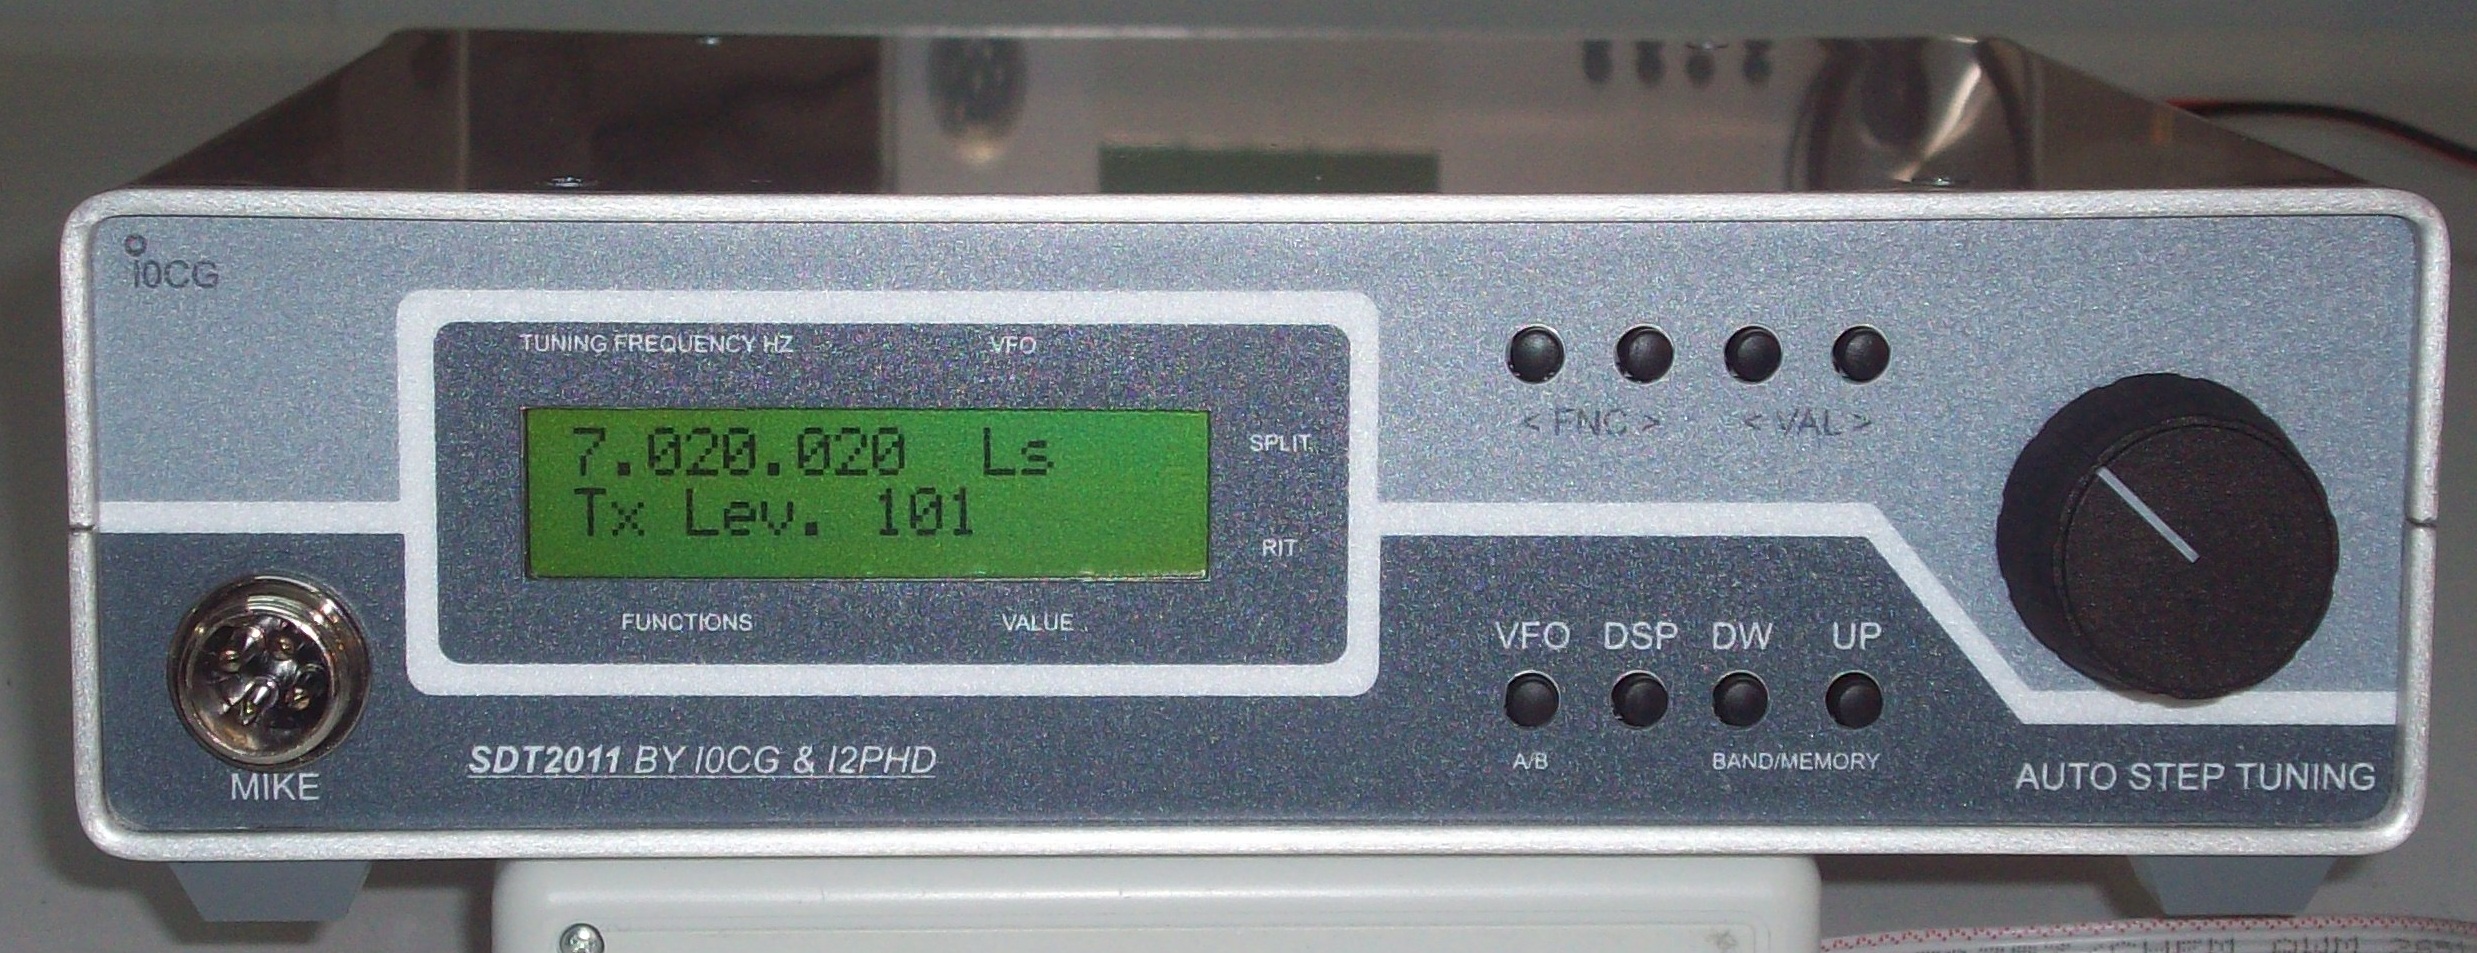 i0CG
TUNING FREQUENCY HZ VFO
7.020.020 Ls
Tx Lev. 101
SPLIT
RIT
FUNCTIONS VALUE
< FNC > < VAL >
VFO DSP DW UP
A/B BAND/MEMORY
MIKE
SDT2011 BY I0CG & I2PHD
AUTO STEP TUNING